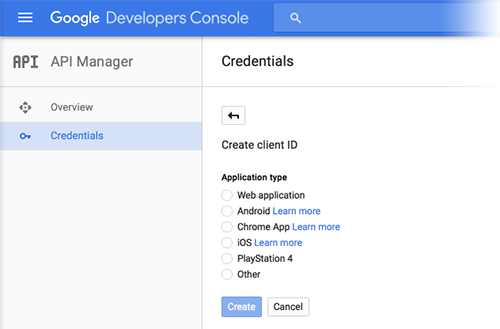 Google Developers Console
API API Manager
Credentials
Overview
Credentials
Create client ID
Application type
Web application
Android Learn more
Chrome App Learn more
iOS Learn more
PlayStation 4
Other
Create Cancel